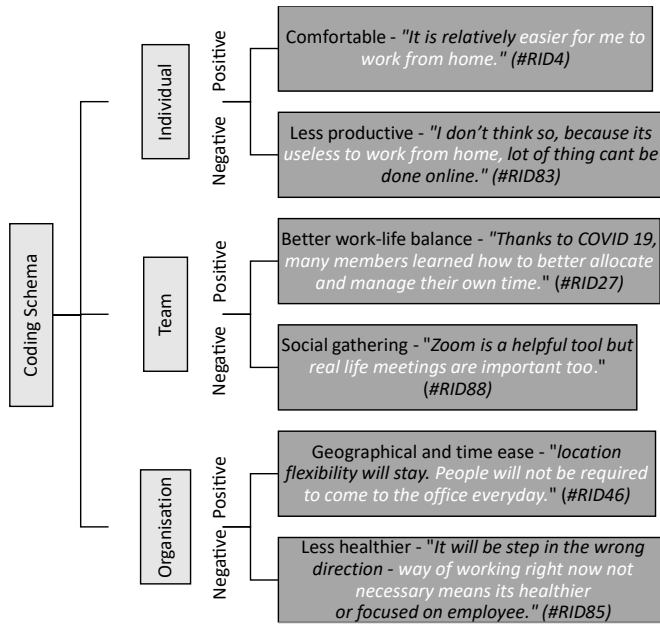 Coding Schema
Individual
Positive
Negative
Comfortable - "It is relatively easier for me to
work from home." (#RID4)
Less productive - "I don't think so, because its
useless to work from home, lot of thing cant be
done online." (#RID83)
Team
Positive
Negative
Better work-life balance - "Thanks to COVID 19,
many members learned how to better allocate
and manage their own time." (#RID27)
Social gathering - "Zoom is a helpful tool but
real life meetings are important too."
(#RID88)
Organisation
Positive
Negative
Geographical and time ease - "location
flexibility will stay. People will not be required
to come to the office everyday." (#RID46)
Less healthier - "It will be step in the wrong
direction - way of working right now not
necessary means its healthier
or focused on employee." (#RID85)